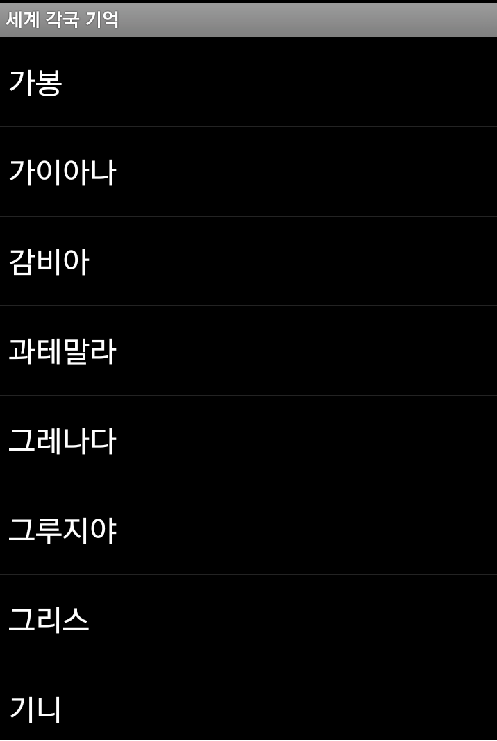 세계 각국 기억
가봉
가이아나
감비아
과테말라
그레나다
그루지야
그리스
기니